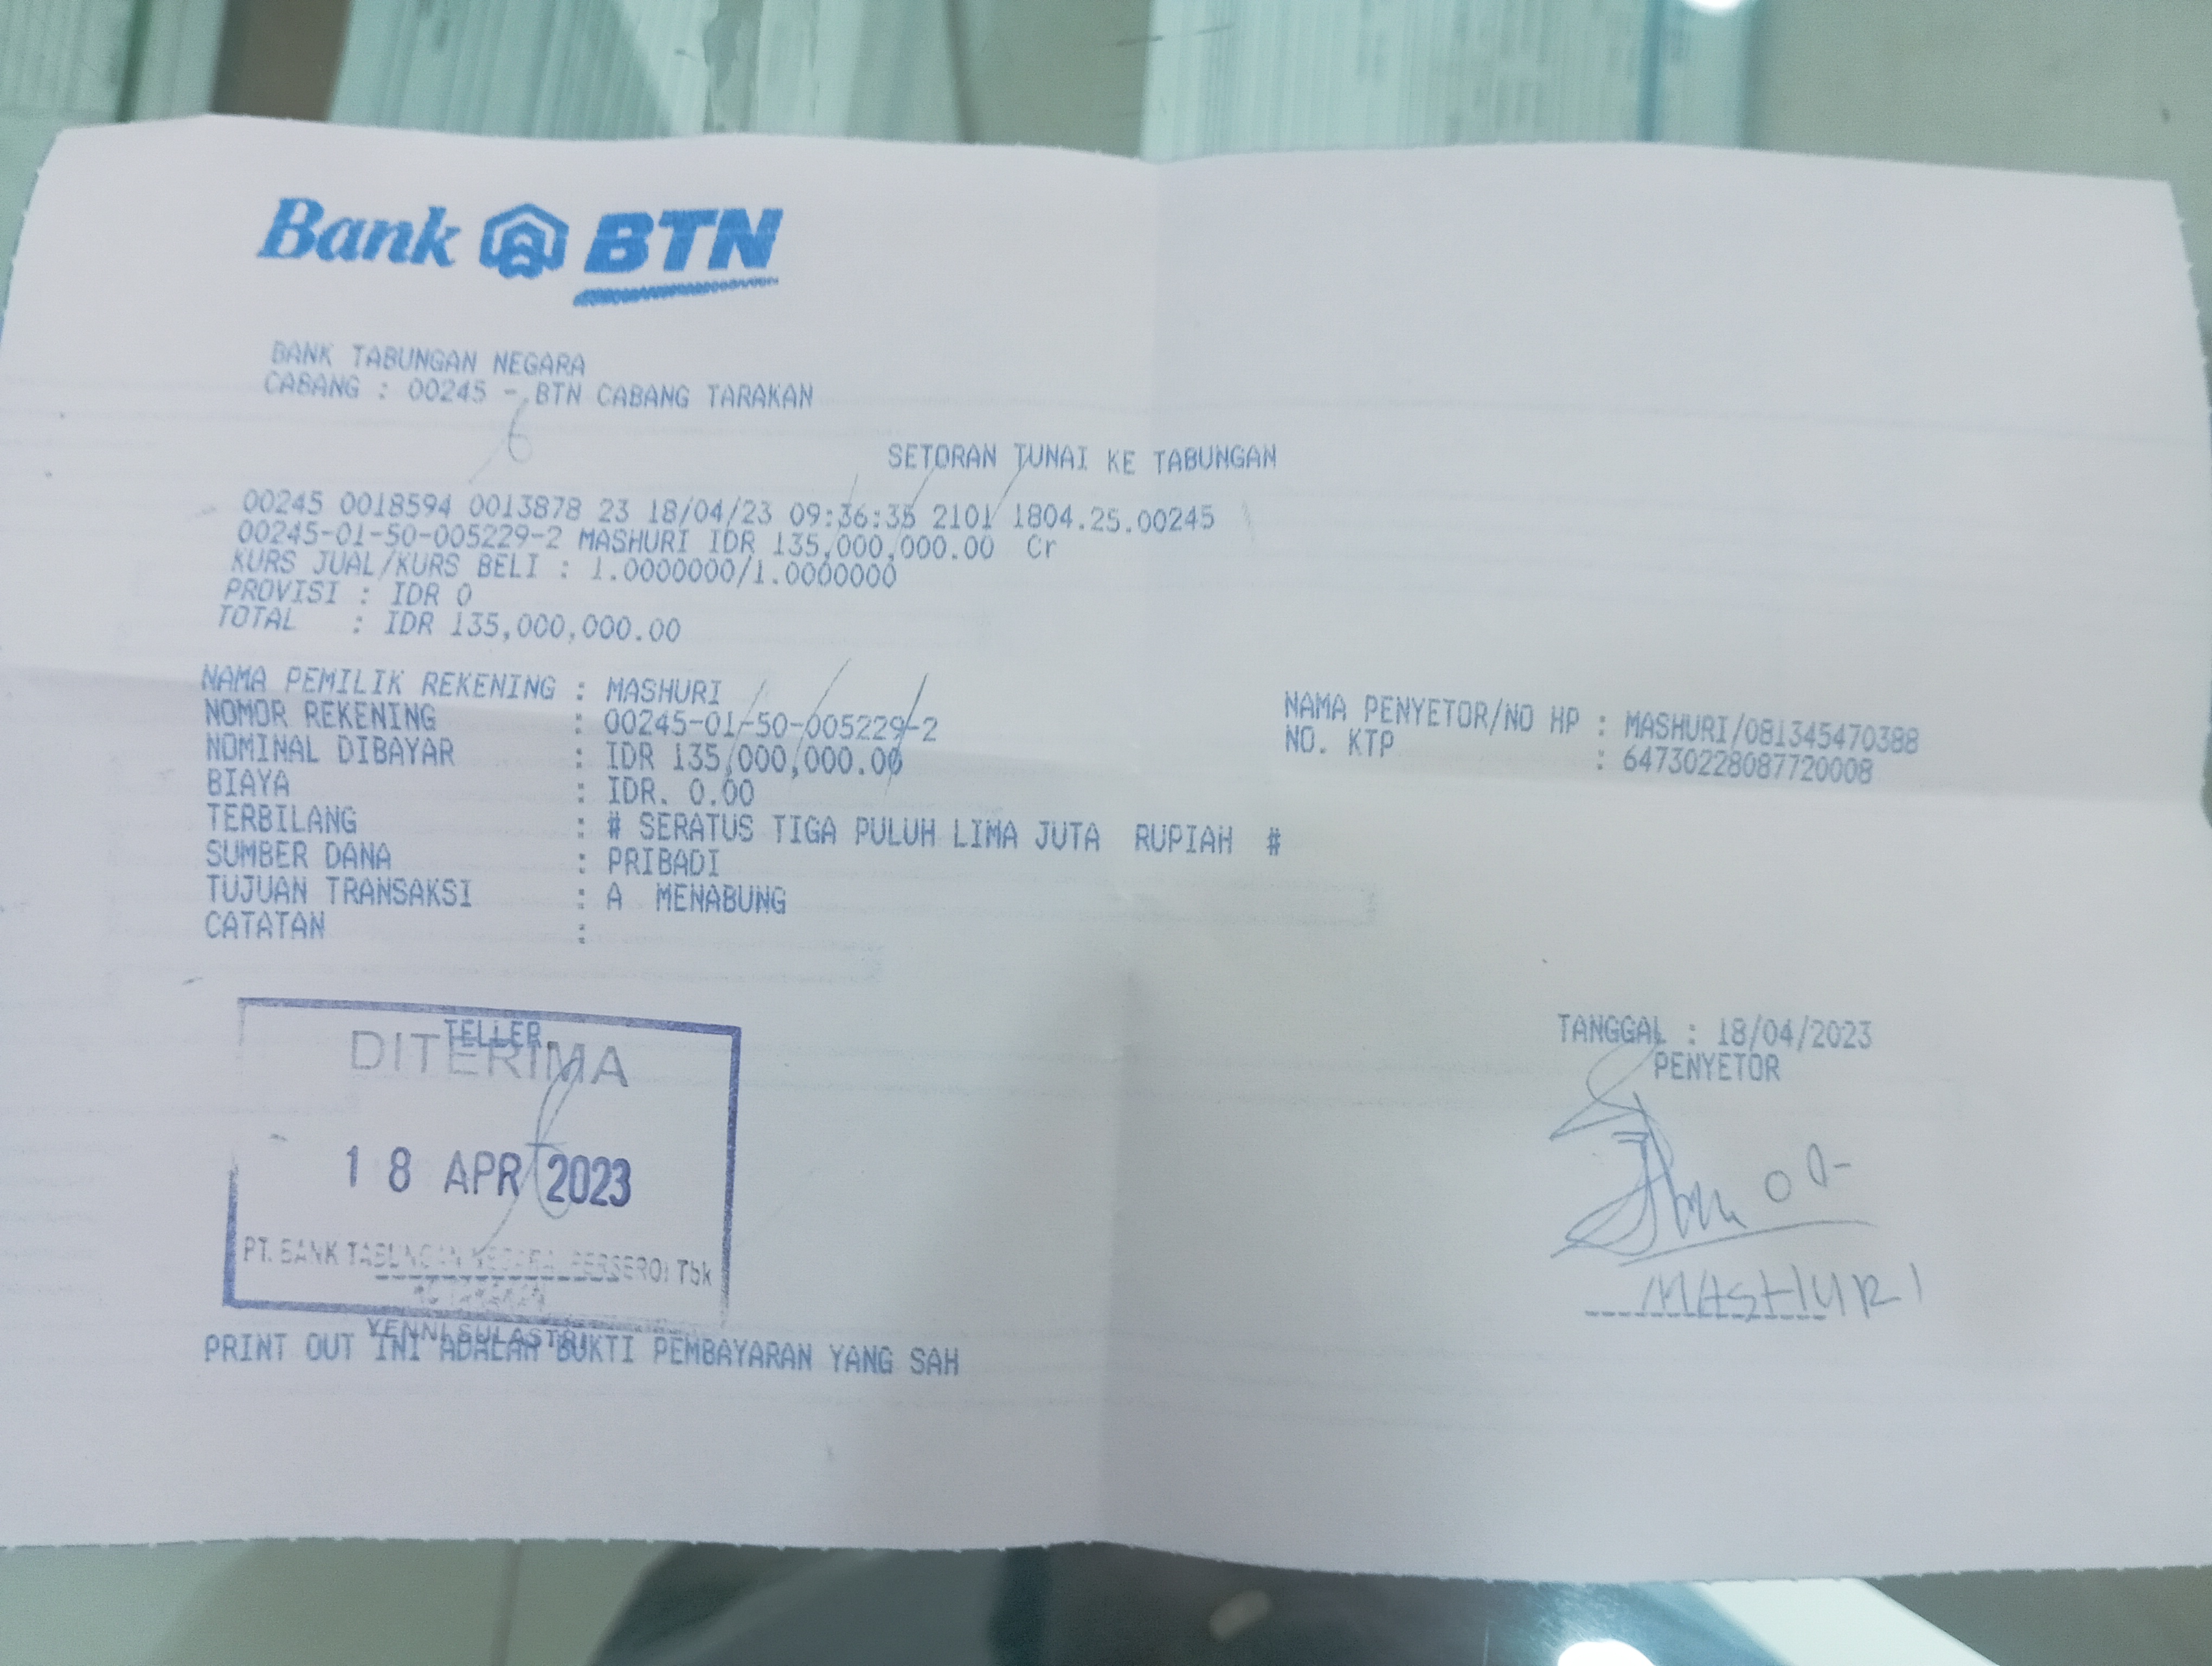 Bank BTN
BANK TABUNGAN NEGARA
CABANG : 00245 - BTN CABANG TARAKAN
6
SETORAN TUNAI KE TABUNGAN
00245 0018594 0013878 23 18/04/23 09:36:35 2101 1804.25.00245
00245-01-50-005229-2 MASHURI IDR 135,000,000.00 Cr
KURS JUAL/KURS BELI : 1.0000000/1.0000000
PROVISI : IDR 0
TOTAL : IDR 135,000,000.00
NAMA PEMILIK REKENING : MASHURI
NOMOR REKENING : 00245-01-50-005229-2
NOMINAL DIBAYAR : IDR 135,000,000.00
BIAYA : IDR. 0.00
TERBILANG : # SERATUS TIGA PULUH LIMA JUTA RUPIAH #
SUMBER DANA : PRIBADI
TUJUAN TRANSAKSI : A MENABUNG
CATATAN :
NAMA PENYETOR/NO HP : MASHURI/081345470388
NO. KTP : 64730228087720008
TELLER,
DITERIMA
18 APR 2023
PT. BANK TABUNGAN NEGARA (PERSERO) Tbk
YENNI SULASTRI
PRINT OUT INI ADALAH BUKTI PEMBAYARAN YANG SAH
TANGGAL : 18/04/2023
PENYETOR
MASHURI